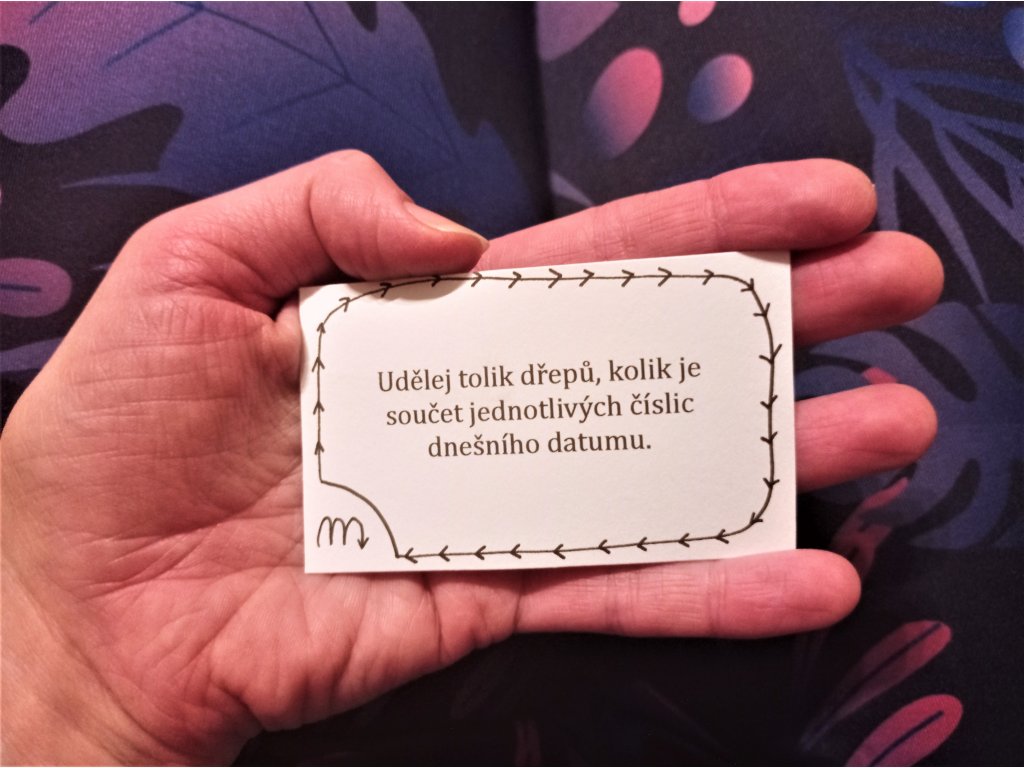 Udělej tolik dřepů, kolik je
součet jednotlivých číslic
dnešního datumu.
m